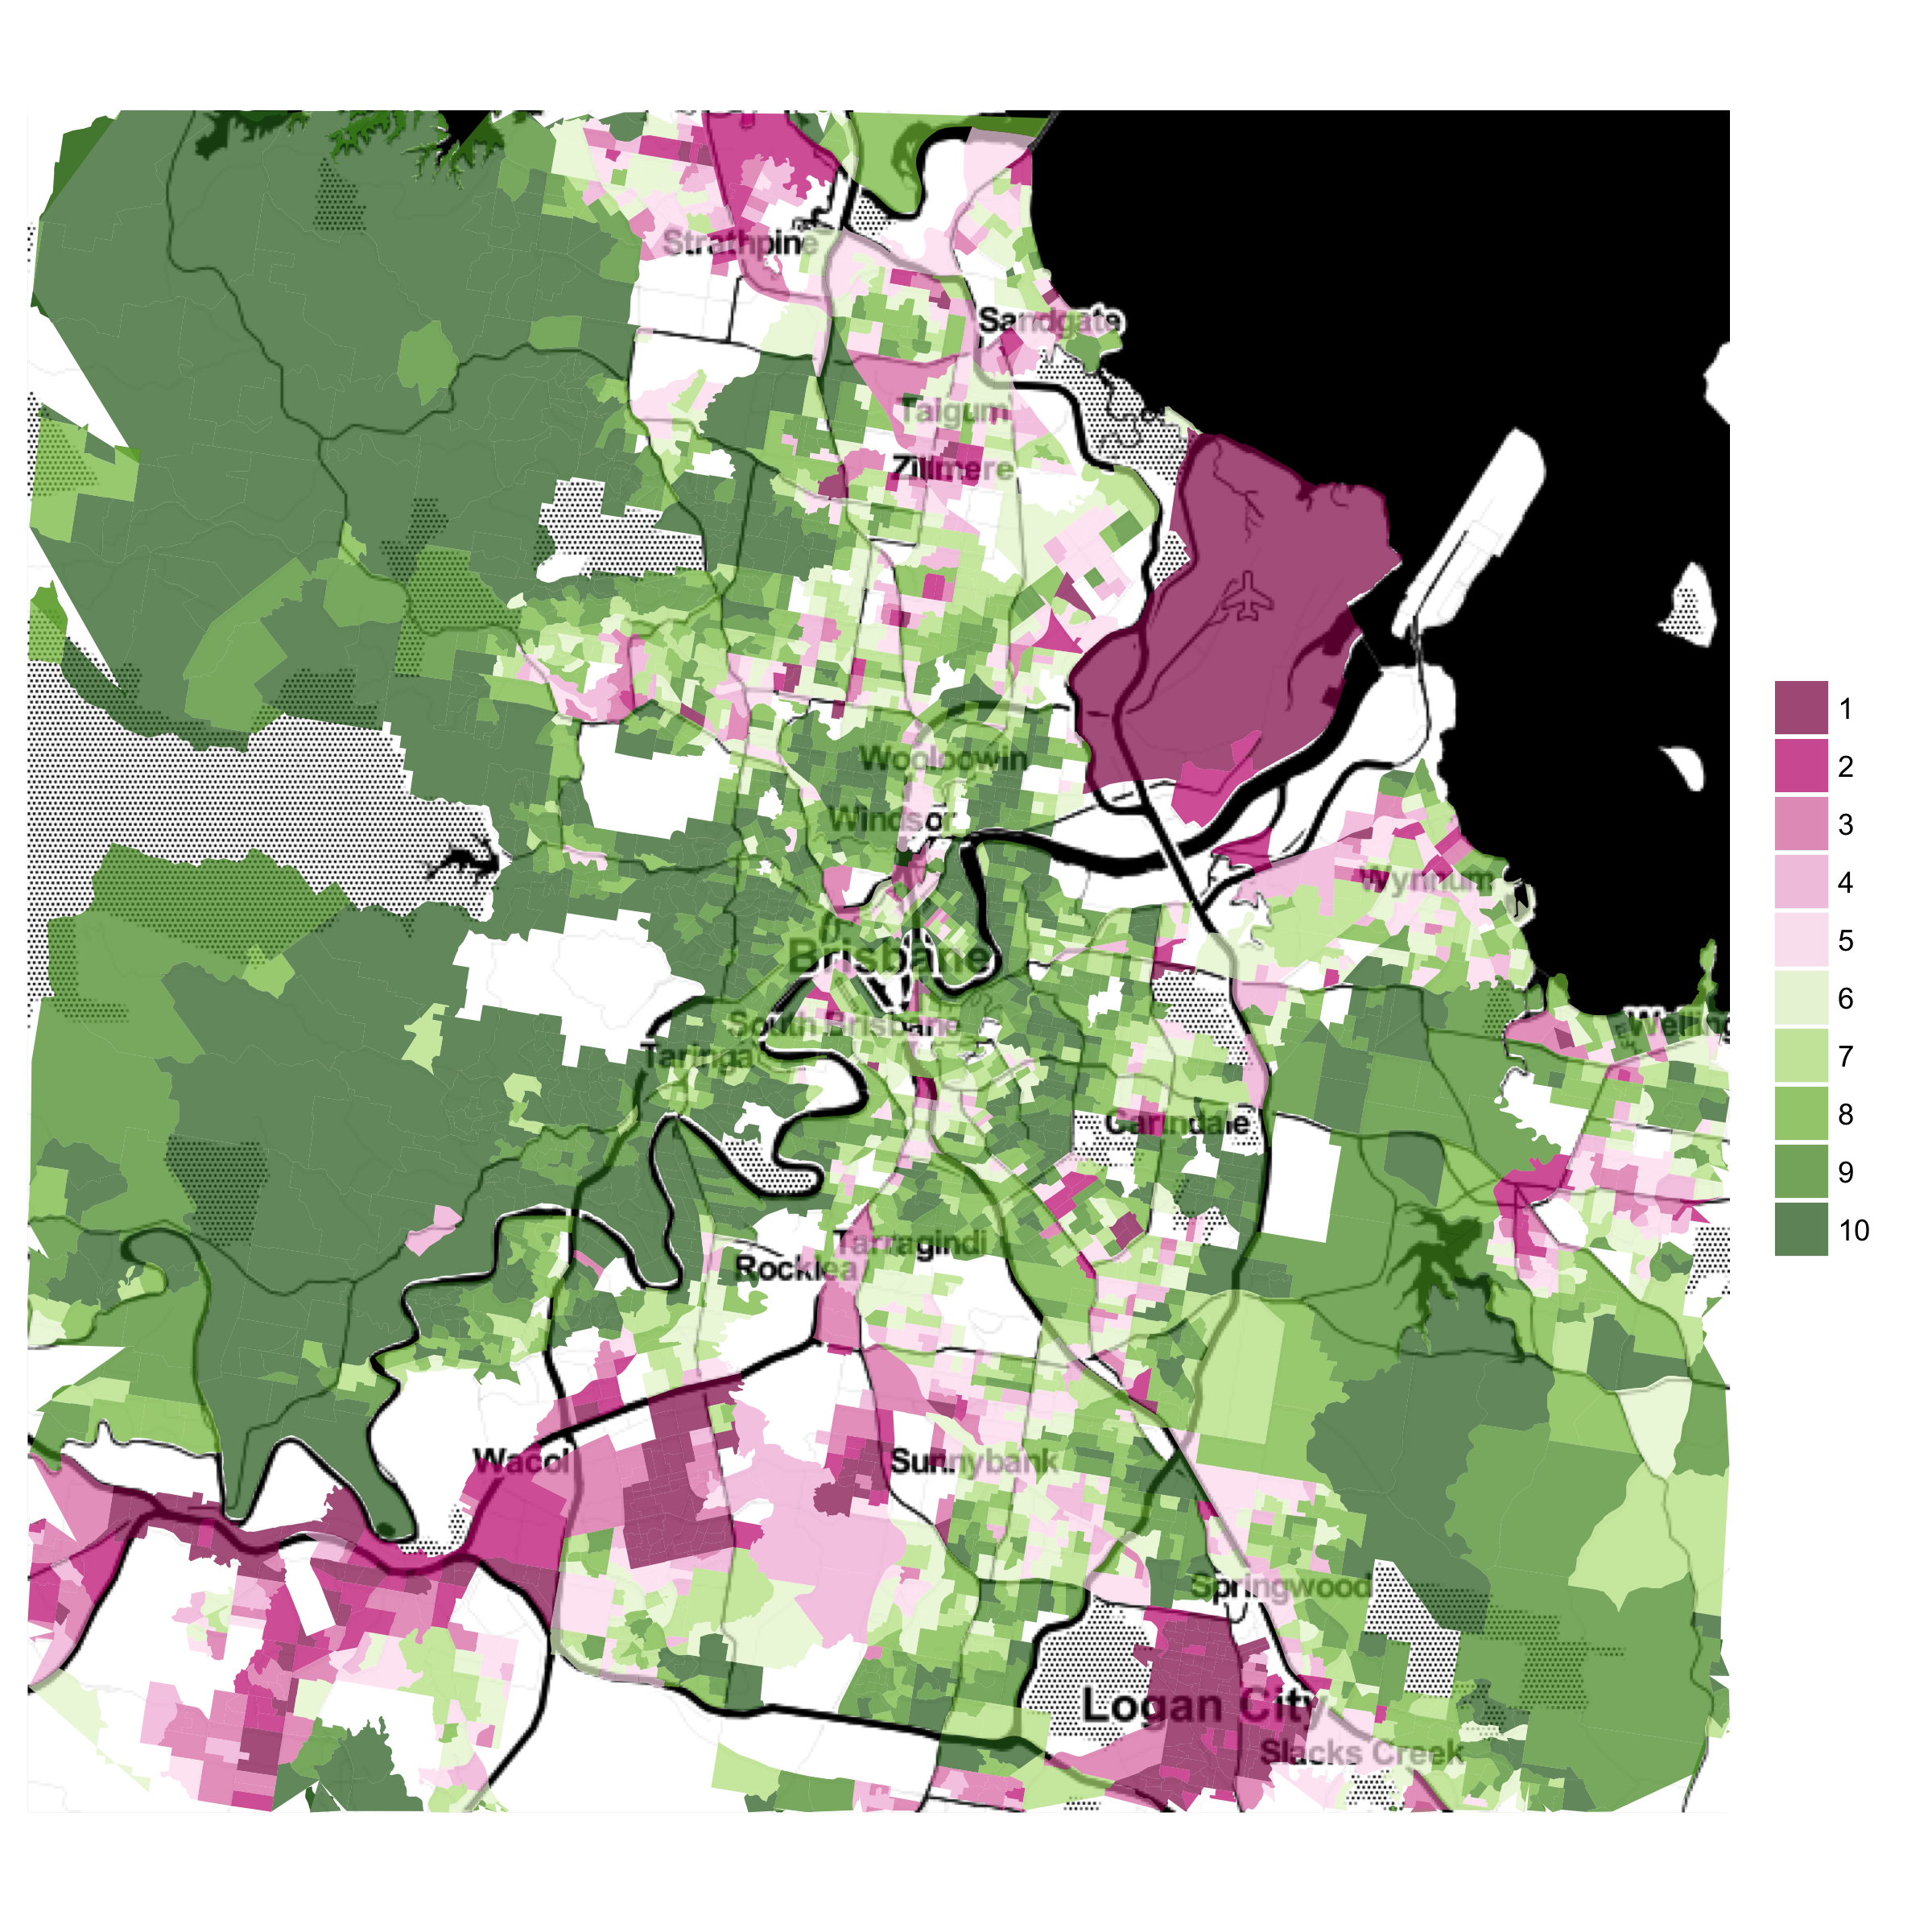 Strathpine
Sandgate
Taigum
Zillmere
Wooloowin
Windsor
Wynnum
Brisbane
South Brisbane
Taringa
Carindale
Tarragindi
Rocklea
Wacol
Sunnybank
Springwood
Logan City
Slacks Creek
1
2
3
4
5
6
7
8
9
10